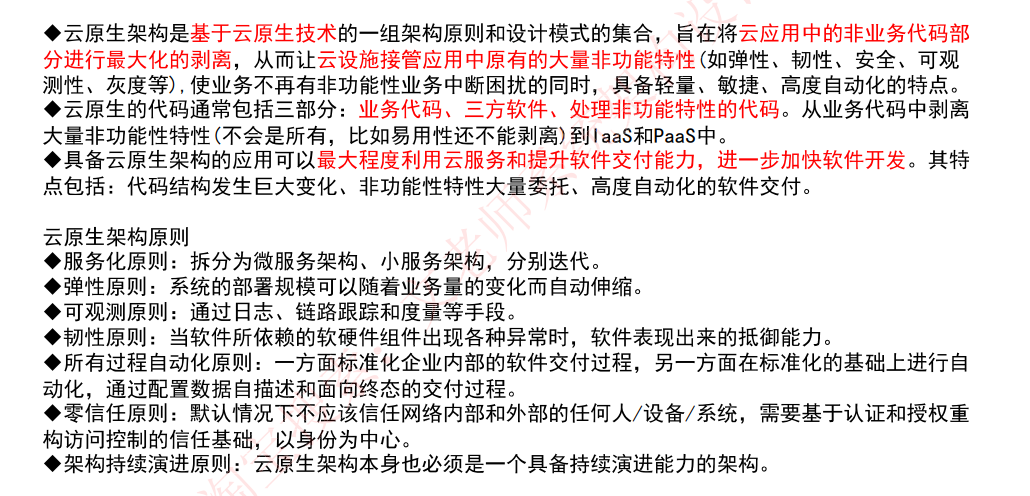 ◆云原生架构是基于云原生技术的一组架构原则和设计模式的集合，旨在将云应用中的非业务代码部
分进行最大化的剥离，从而让云设施接管应用中原有的大量非功能特性(如弹性、韧性、安全、可观
测性、灰度等),使业务不再有非功能性业务中断困扰的同时，具备轻量、敏捷、高度自动化的特点。
◆云原生的代码通常包括三部分：业务代码、三方软件、处理非功能特性的代码。从业务代码中剥离
大量非功能性特性(不会是所有，比如易用性还不能剥离)到IaaS和PaaS中。
◆具备云原生架构的应用可以最大程度利用云服务和提升软件交付能力，进一步加快软件开发。其特
点包括：代码结构发生巨大变化、非功能性特性大量委托、高度自动化的软件交付。
云原生架构原则
◆服务化原则：拆分为微服务架构、小服务架构，分别迭代。
◆弹性原则：系统的部署规模可以随着业务量的变化而自动伸缩。
◆可观测原则：通过日志、链路跟踪和度量等手段。
◆韧性原则：当软件所依赖的软硬件组件出现各种异常时，软件表现出来的抵御能力。
◆所有过程自动化原则：一方面标准化企业内部的软件交付过程，另一方面在标准化的基础上进行自
动化，通过配置数据自描述和面向终态的交付过程。
◆零信任原则：默认情况下不应该信任网络内部和外部的任何人/设备/系统，需要基于认证和授权重
构访问控制的信任基础，以身份为中心。
◆架构持续演进原则：云原生架构本身也必须是一个具备持续演进能力的架构。